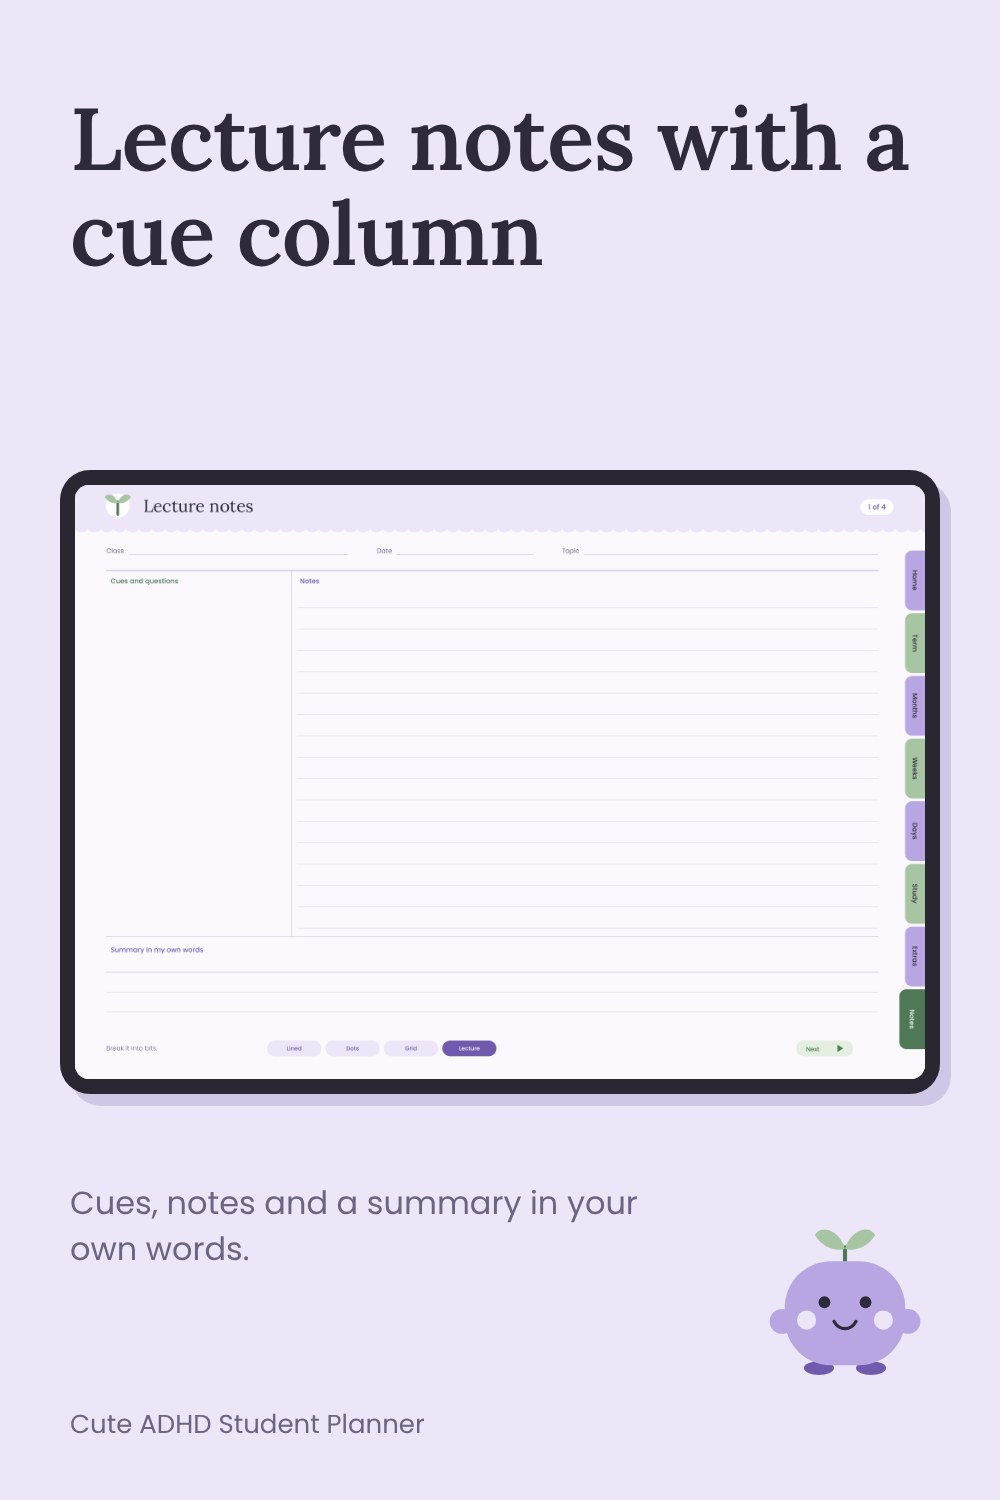 Lecture notes with a
cue column
Lecture notes
1 of 4
Class
Date
Topic
Cues and questions
Notes
Summary in my own words
Break it into bits.
Lined
Dots
Grid
Lecture
Next
Home
Term
Months
Weeks
Days
Study
Extras
Notes
Cues, notes and a summary in your
own words.
Cute ADHD Student Planner